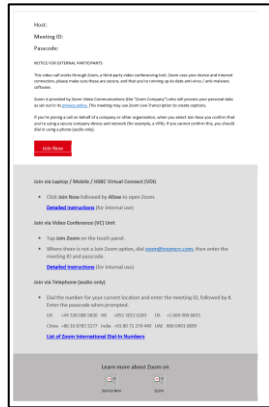 Host:
Meeting ID:
Passcode:
NOTICE FOR EXTERNAL PARTICIPANTS
This video call works through Zoom, a third party video conferencing tool. Zoom uses your device and internet
connection, please make sure these are secure, and that you're running up-to-date anti-virus / anti-malware
software.
Zoom is provided by Zoom Video Communications (the "Zoom Company") who will process your personal data
as set out in its privacy policy. This meeting may use Zoom Live Transcription to create captions.
If you're joining a call on behalf of a company or other organisation, when you select Join Now you confirm that
you're using a secure company device and network (for example, a VPN). If you cannot confirm this, you should
dial in using a phone (audio only).
Join Now
Join via Laptop / Mobile / HSBC Virtual Connect (VDI)
Click Join Now followed by Allow to open Zoom.
Detailed Instructions (for internal use)
Join via Video Conference (VC) Unit
Tap Join Zoom on the touch panel.
Where there is not a Join Zoom option, dial then enter the
meeting ID and passcode.
Detailed Instructions (for internal use)
Join via Telephone (audio only)
Dial the number for your current location and enter the meeting ID, followed by #.
Enter the passcode when prompted.
UK HK US
China India UAE
List of Zoom International Dial-In Numbers
Learn more about Zoom on
Service Now Zoom